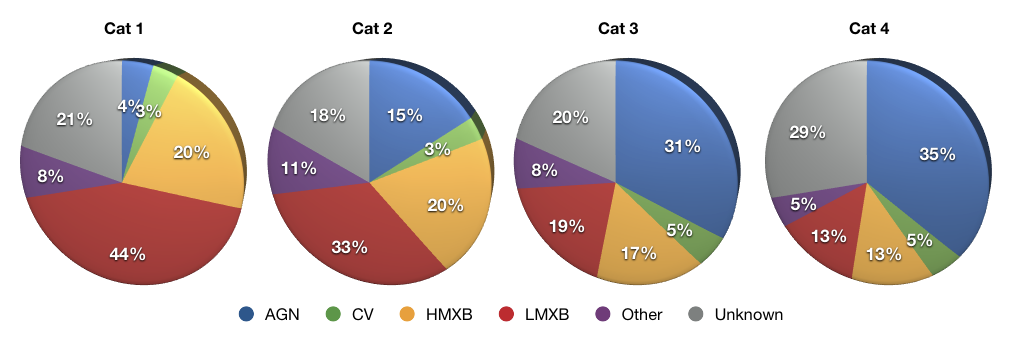 Cat 1 Cat 2 Cat 3 Cat 4
4% 3% 20% 44% 8% 21%
15% 3% 20% 33% 11% 18%
31% 5% 17% 19% 8% 20%
35% 5% 13% 13% 5% 29%
AGN CV HMXB LMXB Other Unknown